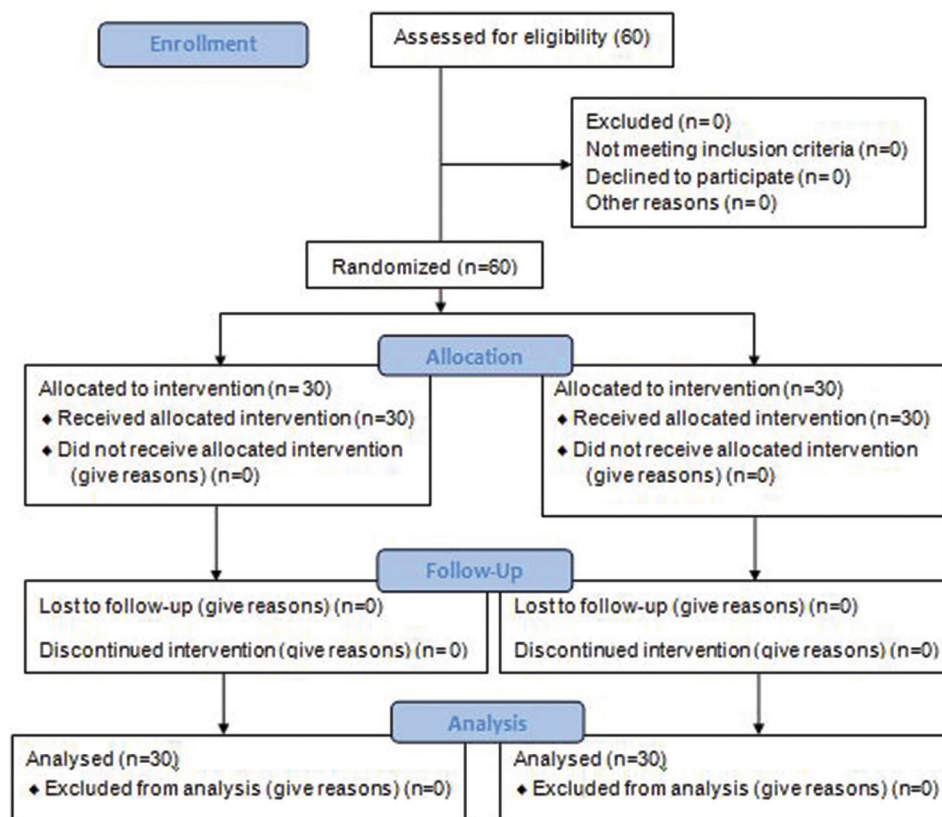 Enrollment
Assessed for eligibility (60)
Excluded (n=0)
Not meeting inclusion criteria (n=0)
Declined to participate (n=0)
Other reasons (n=0)
Randomized (n=60)
Allocation
Allocated to intervention (n=30)
◆ Received allocated intervention (n=30)
◆ Did not receive allocated intervention
(give reasons) (n=0)
Allocated to intervention (n=30)
◆ Received allocated intervention (n=30)
◆ Did not receive allocated intervention
(give reasons) (n=0)
Follow-Up
Lost to follow-up (give reasons) (n=0)
Discontinued intervention (give reasons) (n=0)
Lost to follow-up (give reasons) (n=0)
Discontinued intervention (give reasons) (n=0)
Analysis
Analysed (n=30)
◆ Excluded from analysis (give reasons) (n=0)
Analysed (n=30)
◆ Excluded from analysis (give reasons) (n=0)